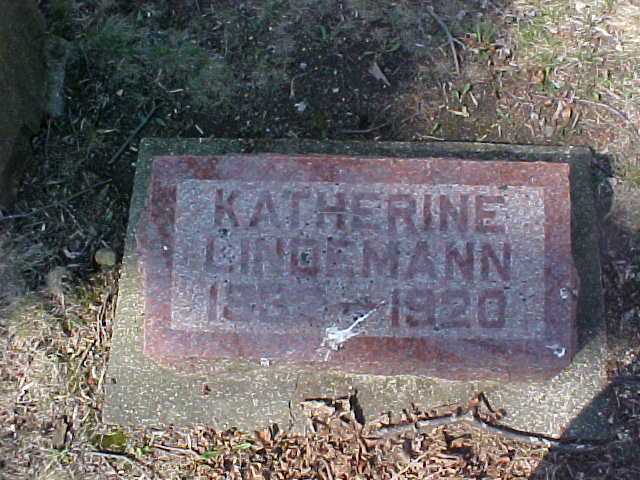 KATHERINE
LINDEMANN
– 1920